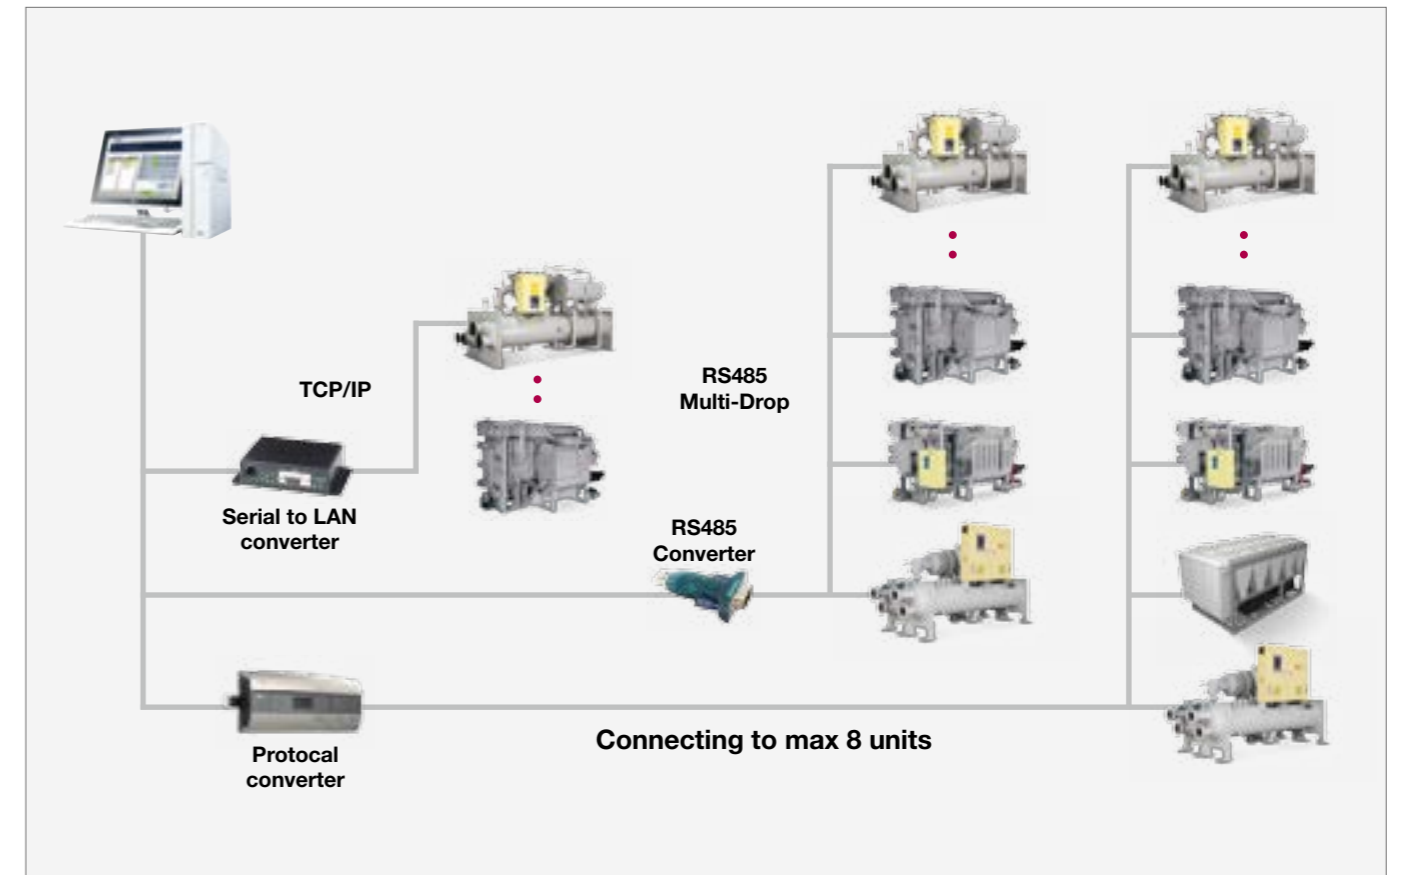 TCP/IP
RS485
Multi-Drop
Serial to LAN
converter
RS485
Converter
Connecting to max 8 units
Protocal
converter